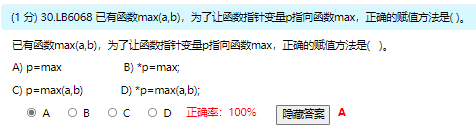 (1 分) 30.LB6068 已有函数max(a,b)，为了让函数指针变量p指向函数max，正确的赋值方法是( )。
已有函数max(a,b)，为了让函数指针变量p指向函数max，正确的赋值方法是( )。
A) p=max B) *p=max;
C) p=max(a,b) D) *p=max(a,b);
A B C D 正确率：100% 隐藏答案 A